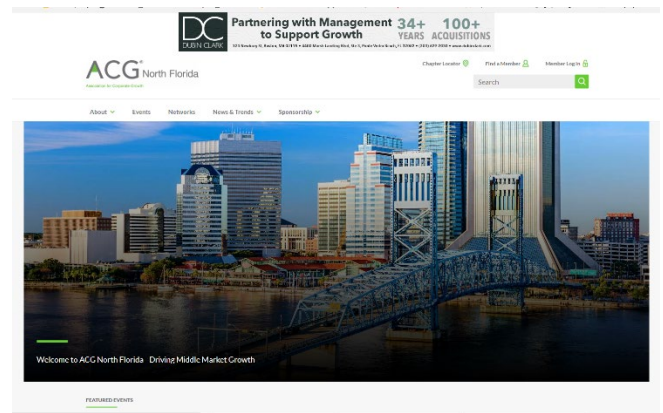 DC
DUBIN CLARK
Partnering with Management
to Support Growth
34+
YEARS
100+
ACQUISITIONS
ACG North Florida
Association for Corporate Growth
Chapter Locator
Find a Member
Member Log In
Search
About
Events
Networks
News & Trends
Sponsorship
Welcome to ACG North Florida Driving Middle Market Growth
FEATURED EVENTS